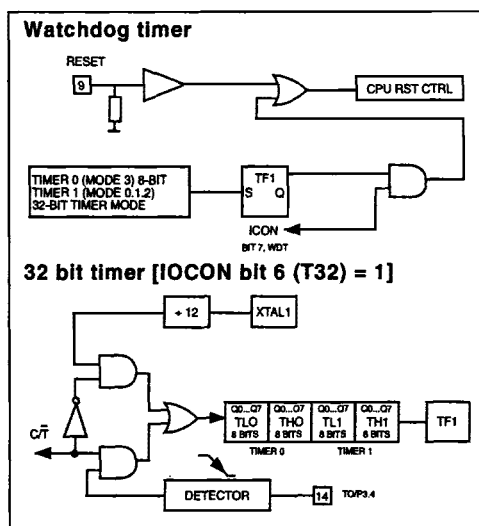 Watchdog timer
RESET
9
CPU RST CTRL
TIMER 0 (MODE 3) 8-BIT
TIMER 1 (MODE 0.1.2)
32-BIT TIMER MODE
TF1
S Q
ICON
BIT 7, WDT
32 bit timer [IOCON bit 6 (T32) = 1]
÷ 12
XTAL1
C/T̅
Q0...Q7 Q0...Q7 Q0...Q7 Q0...Q7
TLO THO TL1 TH1
8 BITS 8 BITS 8 BITS 8 BITS
TF1
TIMER 0 TIMER 1
DETECTOR
14
TO/P3.4